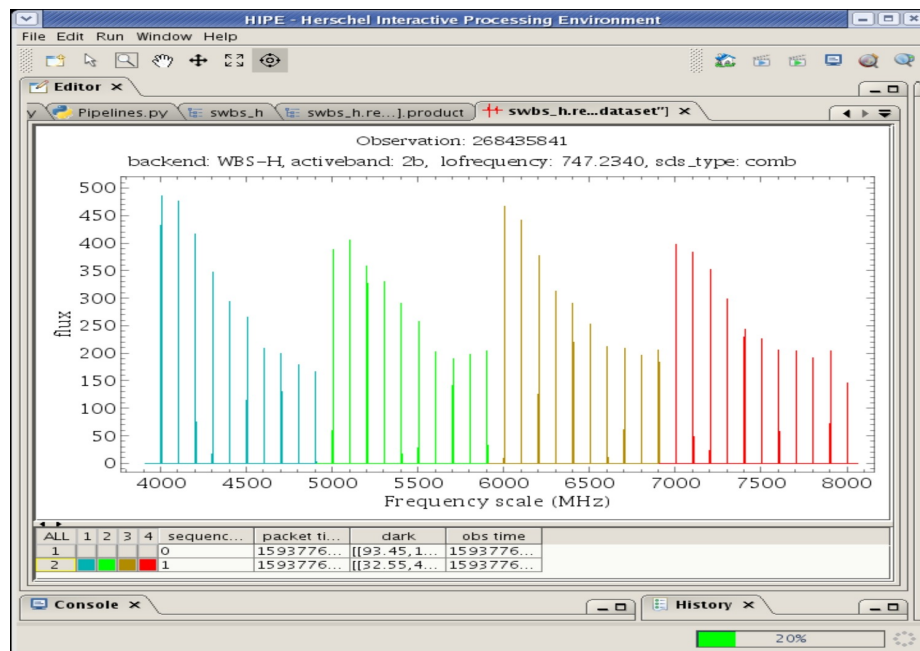 HIPE - Herschel Interactive Processing Environment
File Edit Run Window Help
Editor
y Pipelines.py swbs_h swbs_h.re...].product swbs_h.re...dataset"]
Observation: 268435841
backend: WBS-H, activeband: 2b, lofrequency: 747.2340, sds_type: comb
500
450
400
350
300
250
200
150
100
50
0
flux
4000 4500 5000 5500 6000 6500 7000 7500 8000
Frequency scale (MHz)
ALL 1 2 3 4 sequenc... packet ti... dark obs time
1 0 1593776... [[93.45,1... 1593776...
2 1 1593776... [[32.55,4... 1593776...
Console History
20%